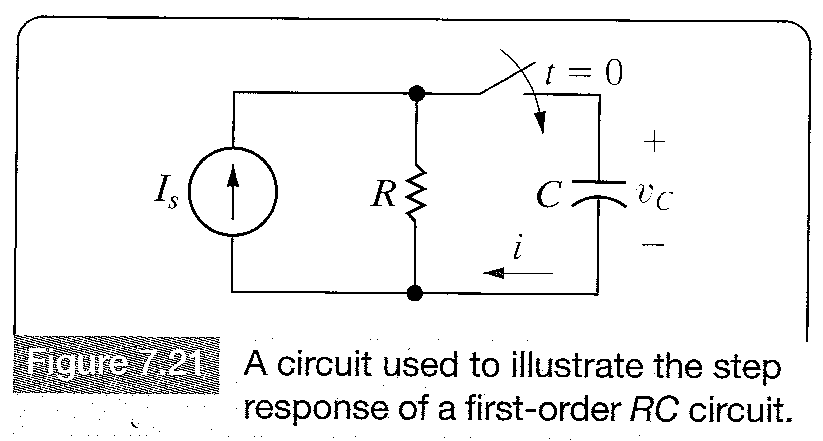 t = 0
+
I_s
R
C
v_C
i
−
Figure 7.21 A circuit used to illustrate the step
response of a first-order RC circuit.